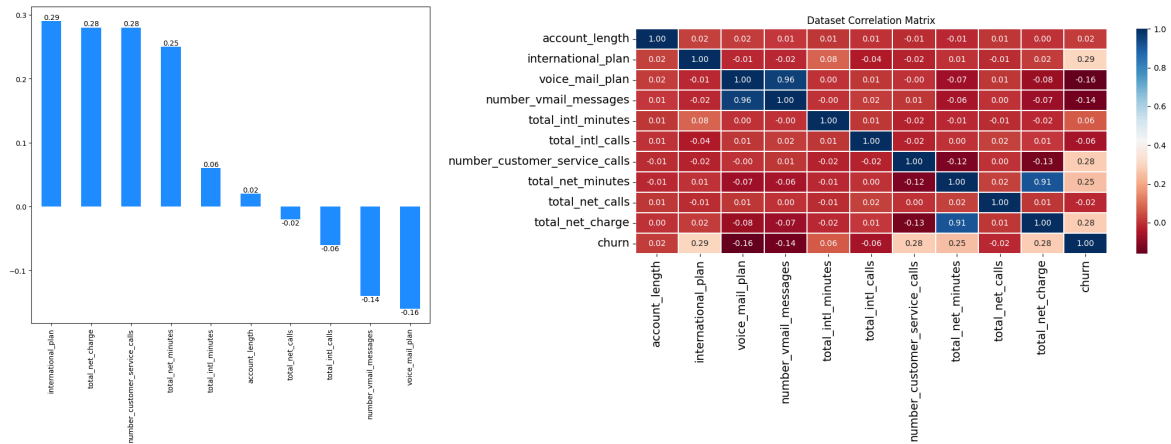 0.3
0.2
0.1
0.0
−0.1
0.29
0.28
0.28
0.25
0.06
0.02
-0.02
-0.06
-0.14
-0.16
international_plan
total_net_charge
number_customer_service_calls
total_net_minutes
total_intl_minutes
account_length
total_net_calls
total_intl_calls
number_vmail_messages
voice_mail_plan
Dataset Correlation Matrix
account_length 1.00 0.02 0.02 0.01 0.01 0.01 -0.01 -0.01 0.01 0.00 0.02
international_plan 0.02 1.00 -0.01 -0.02 0.08 -0.04 -0.02 0.01 -0.01 0.02 0.29
voice_mail_plan 0.02 -0.01 1.00 0.96 -0.00 0.01 -0.00 -0.07 0.01 -0.08 -0.16
number_vmail_messages 0.01 -0.02 0.96 1.00 -0.00 0.02 0.01 -0.06 0.00 -0.07 -0.14
total_intl_minutes 0.01 0.08 -0.00 -0.00 1.00 0.01 -0.02 -0.01 -0.01 -0.02 0.06
total_intl_calls 0.01 -0.04 0.01 0.02 0.01 1.00 -0.02 0.00 0.02 0.01 -0.06
number_customer_service_calls -0.01 -0.02 -0.00 0.01 -0.02 -0.02 1.00 -0.12 -0.02 -0.13 0.28
total_net_minutes -0.01 0.01 -0.07 -0.06 -0.01 0.00 -0.12 1.00 0.02 0.91 0.25
total_net_calls 0.01 -0.01 0.01 0.00 -0.01 0.02 -0.02 0.02 1.00 0.01 -0.02
total_net_charge 0.00 0.02 -0.08 -0.07 -0.02 0.01 -0.13 0.91 0.01 1.00 0.28
churn 0.02 0.29 -0.16 -0.14 0.06 -0.06 0.28 0.25 -0.02 0.28 1.00
account_length
international_plan
voice_mail_plan
number_vmail_messages
total_intl_minutes
total_intl_calls
number_customer_service_calls
total_net_minutes
total_net_calls
total_net_charge
churn
1.0
0.8
0.6
0.4
0.2
0.0